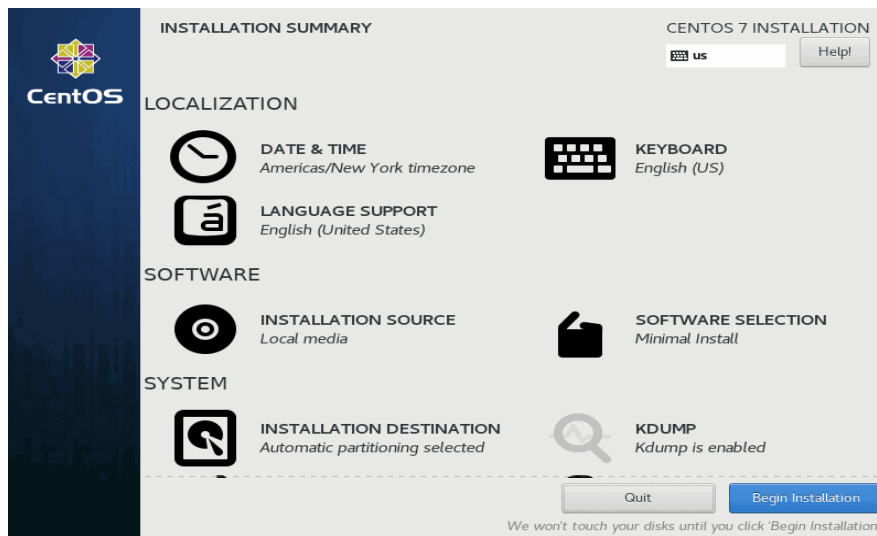 INSTALLATION SUMMARY
CENTOS 7 INSTALLATION
us
Help!
CentOS
LOCALIZATION
DATE & TIME
Americas/New York timezone
KEYBOARD
English (US)
á
LANGUAGE SUPPORT
English (United States)
SOFTWARE
INSTALLATION SOURCE
Local media
SOFTWARE SELECTION
Minimal Install
SYSTEM
INSTALLATION DESTINATION
Automatic partitioning selected
KDUMP
Kdump is enabled
Quit
Begin Installation
We won't touch your disks until you click 'Begin Installation